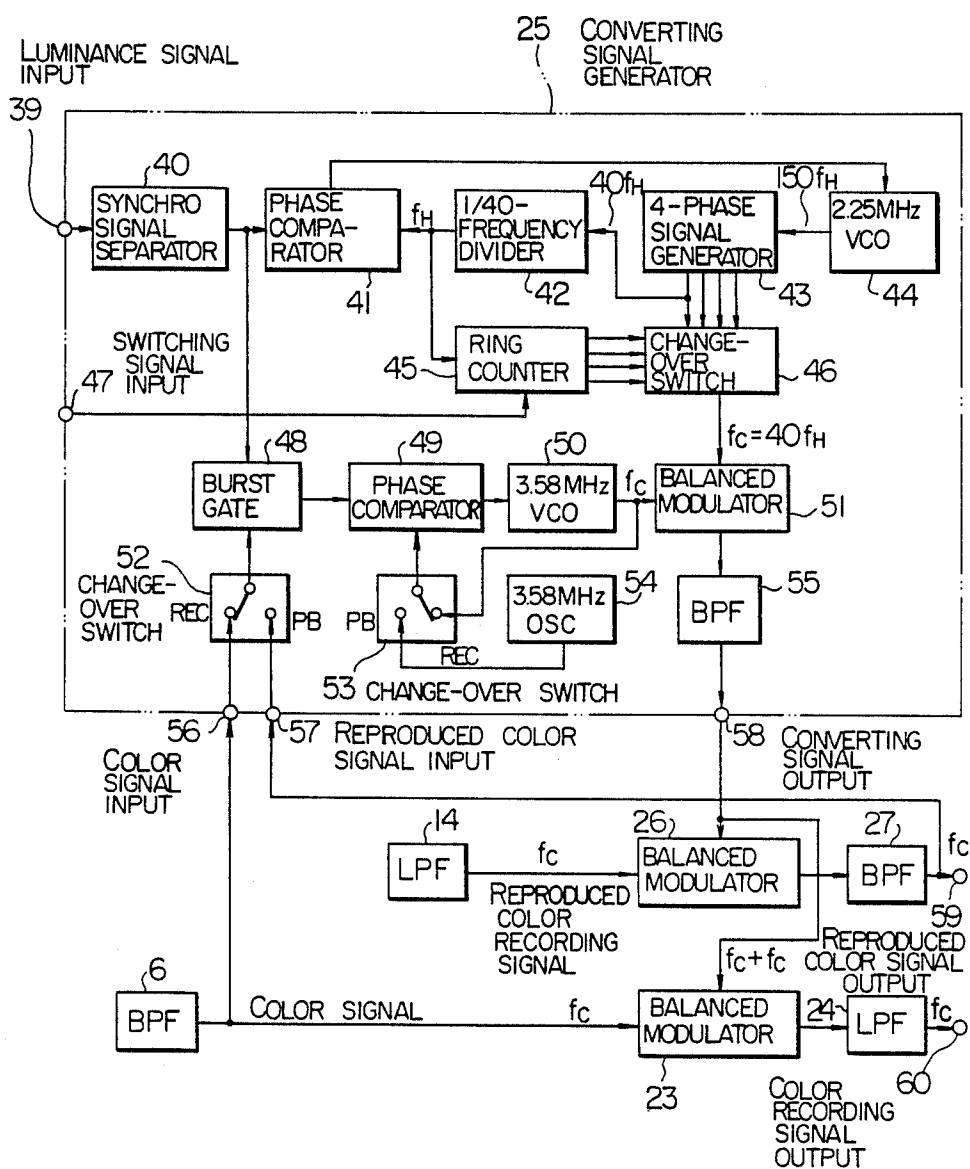 25
CONVERTING
SIGNAL
GENERATOR
LUMINANCE SIGNAL
INPUT
39
40
SYNCHRO
SIGNAL
SEPARATOR
PHASE
COMPA-
RATOR
41
fH
1/40-
FREQUENCY
DIVIDER
42
40fH
4-PHASE
SIGNAL
GENERATOR
43
150fH
2.25MHz
VCO
44
SWITCHING
SIGNAL
INPUT
47
45
RING
COUNTER
CHANGE-
OVER
SWITCH
46
fc=40fH
48
BURST
GATE
49
PHASE
COMPARATOR
50
3.58MHz
VCO
fc
BALANCED
MODULATOR
51
52
CHANGE-
OVER
SWITCH
REC
PB
PB
REC
53
CHANGE-OVER SWITCH
3.58MHz
OSC
54
55
BPF
56
57
58
COLOR
SIGNAL
INPUT
REPRODUCED COLOR
SIGNAL INPUT
CONVERTING
SIGNAL
OUTPUT
14
LPF
fc
REPRODUCED
COLOR
RECORDING
SIGNAL
26
BALANCED
MODULATOR
27
BPF
fc
59
REPRODUCED
COLOR SIGNAL
OUTPUT
fc+fc
6
BPF
COLOR SIGNAL
fc
BALANCED
MODULATOR
23
24
LPF
fc
60
COLOR
RECORDING
SIGNAL
OUTPUT